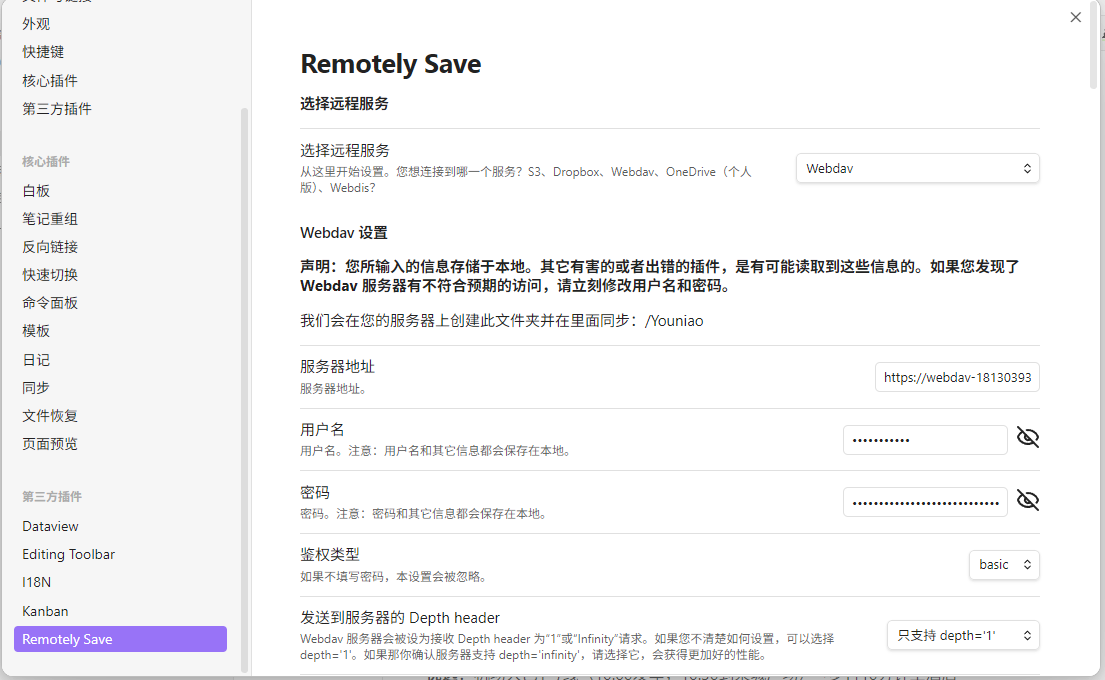 外观
快捷键
核心插件
第三方插件
核心插件
白板
笔记重组
反向链接
快速切换
命令面板
模板
日记
同步
文件恢复
页面预览
第三方插件
Dataview
Editing Toolbar
I18N
Kanban
Remotely Save
Remotely Save
选择远程服务
选择远程服务
从这里开始设置。您想连接到哪一个服务？S3、Dropbox、Webdav、OneDrive（个人
版）、Webdis？
Webdav
Webdav 设置
声明：您所输入的信息存储于本地。其它有害的或者出错的插件，是有可能读取到这些信息的。如果您发现了
Webdav 服务器有不符合预期的访问，请立刻修改用户名和密码。
我们会在您的服务器上创建此文件夹并在里面同步：/Youniao
服务器地址
服务器地址。
https://webdav-18130393
用户名
用户名。注意：用户名和其它信息都会保存在本地。
密码
密码。注意：密码和其它信息都会保存在本地。
鉴权类型
如果不填写密码，本设置会被忽略。
basic
发送到服务器的 Depth header
Webdav 服务器会被设为接收 Depth header 为“1”或“Infinity”请求。如果您不清楚如何设置，可以选择
depth='1'。如果那你确认服务器支持 depth='infinity'，请选择它，会获得更加好的性能。
只支持 depth='1'